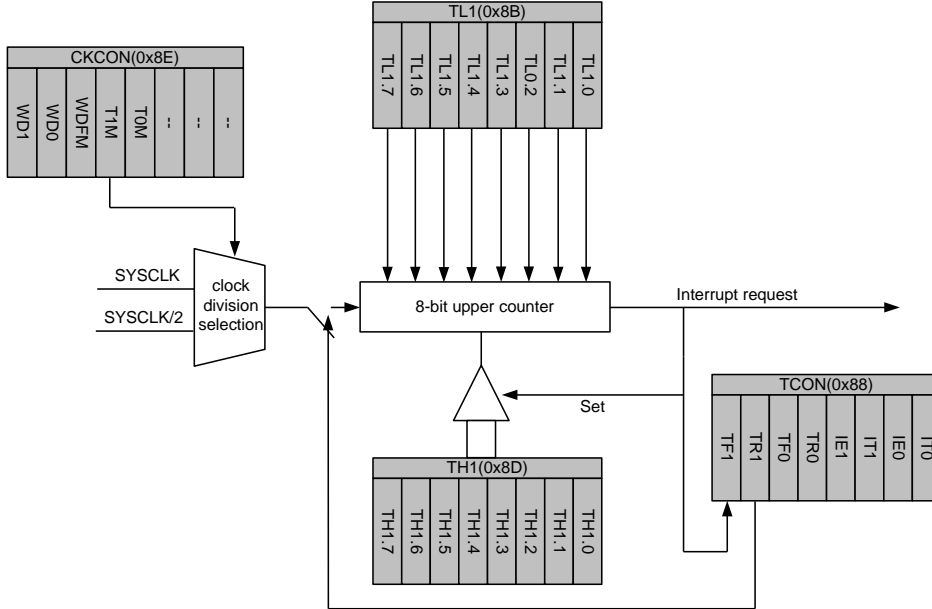 TL1(0x8B)
TL1.7
TL1.6
TL1.5
TL1.4
TL1.3
TL0.2
TL1.1
TL1.0
CKCON(0x8E)
WD1
WD0
WDFM
T1M
T0M
--
--
--
SYSCLK
SYSCLK/2
clock
division
selection
8-bit upper counter
Interrupt request
Set
TCON(0x88)
TF1
TR1
TF0
TR0
IE1
IT1
IE0
IT0
TH1(0x8D)
TH1.7
TH1.6
TH1.5
TH1.4
TH1.3
TH1.2
TH1.1
TH1.0